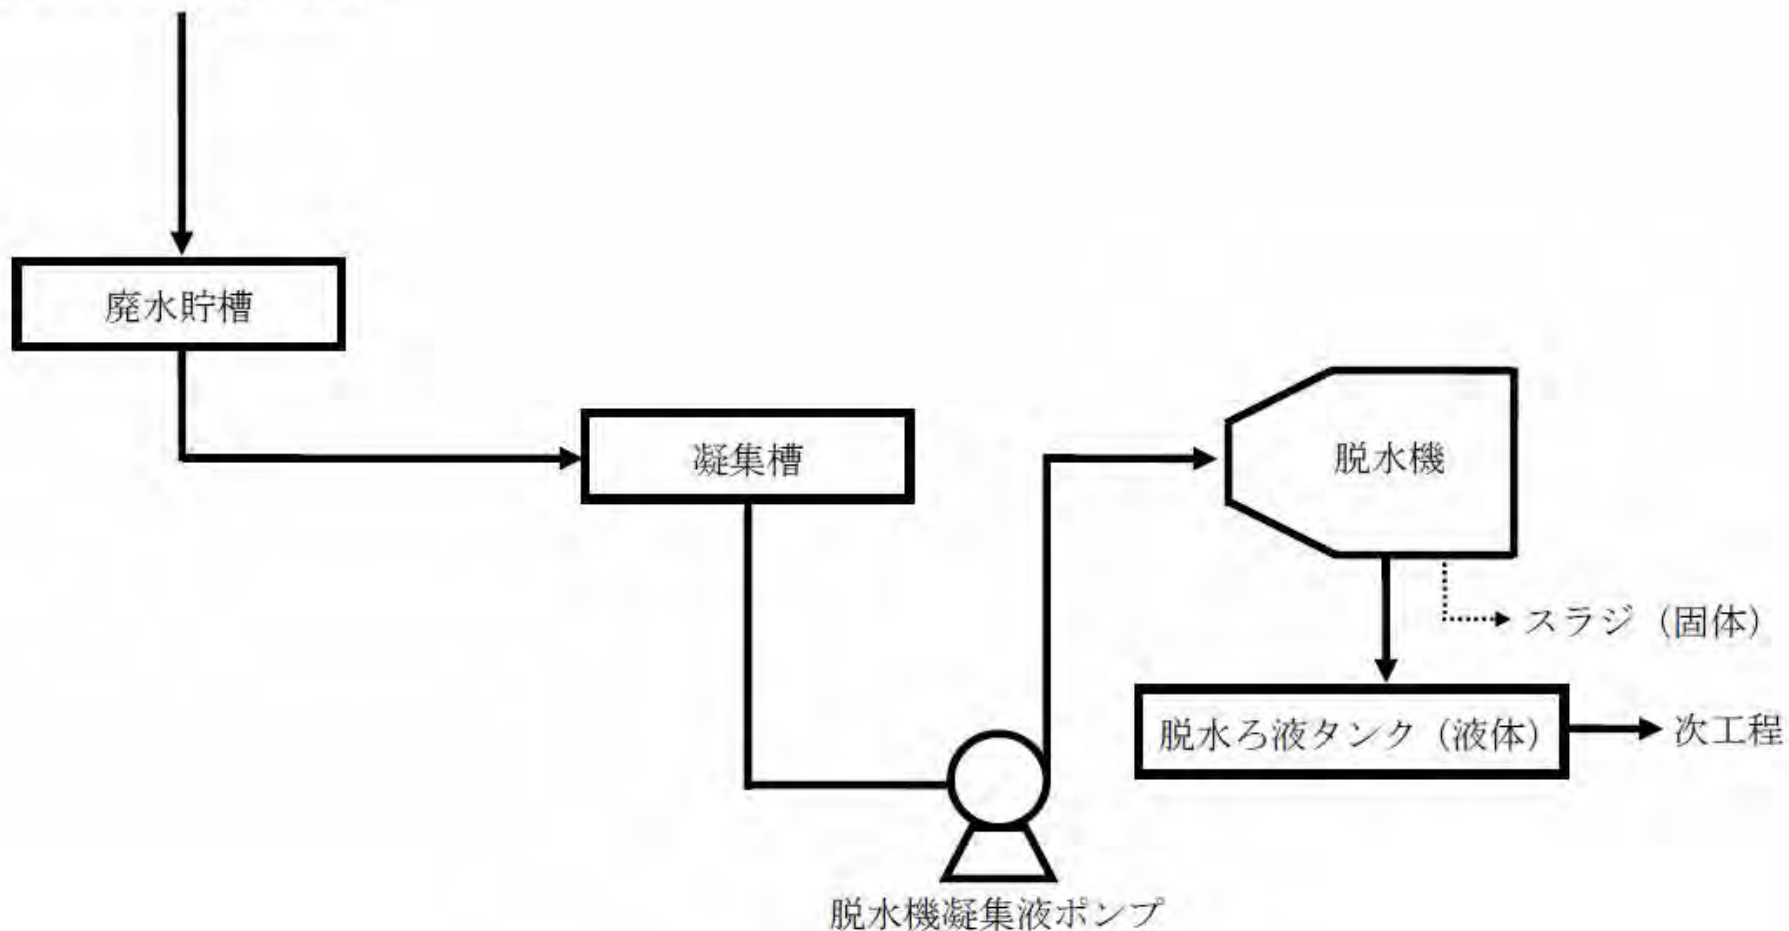 廃水貯槽
凝集槽
脱水機
スラジ（固体）
脱水ろ液タンク（液体）
次工程
脱水機凝集液ポンプ